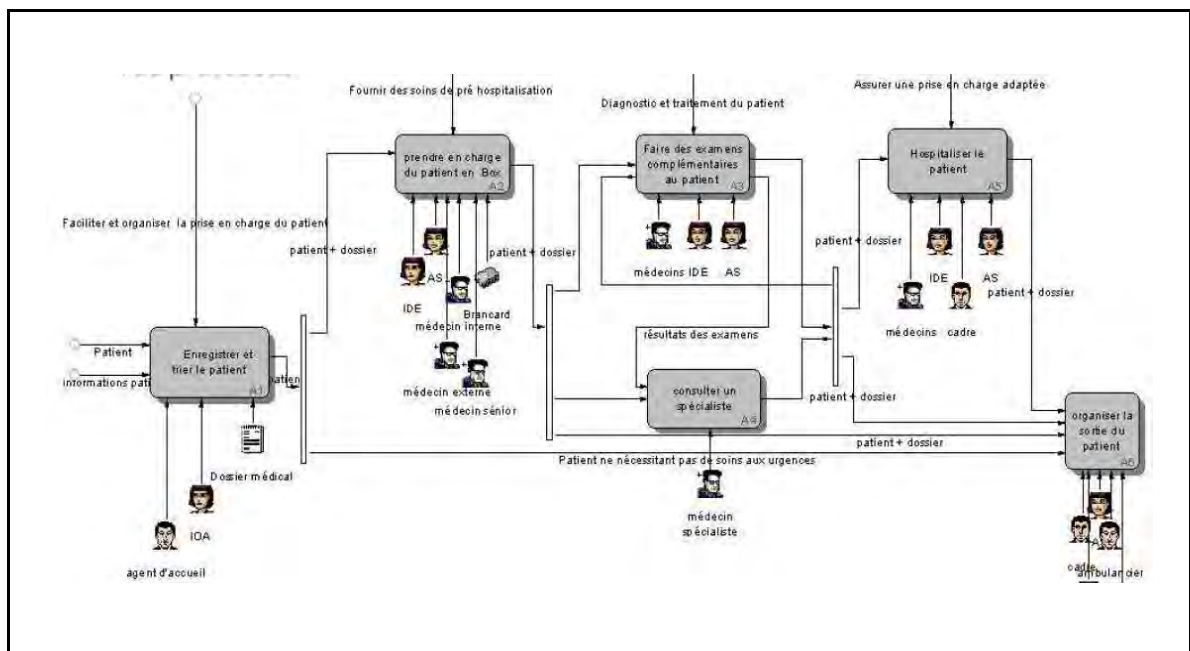 Fournir des soins de pré hospitalisation
Diagnostic et traitement du patient
Assurer une prise en charge adaptée
prendre en charge
du patient en Box
A2
Faire des examens
complémentaires
au patient
A3
Hospitaliser le
patient
A5
Faciliter et organiser la prise en charge du patient
patient + dossier
patient + dossier
patient + dossier
patient + dossier
IDE
AS
Brancard
médecin interne
médecin externe
médecin sénior
médecins
IDE
AS
IDE
AS
médecins
cadre
Patient
informations pati
Enregistrer et
trier le patient
A1
patient
résultats des examens
consulter un
spécialiste
A4
patient + dossier
organiser la
sortie du
patient
A6
patient + dossier
Patient ne nécessitant pas de soins aux urgences
Dossier médical
IOA
agent d'accueil
médecin
spécialiste
cadre
ambulancier